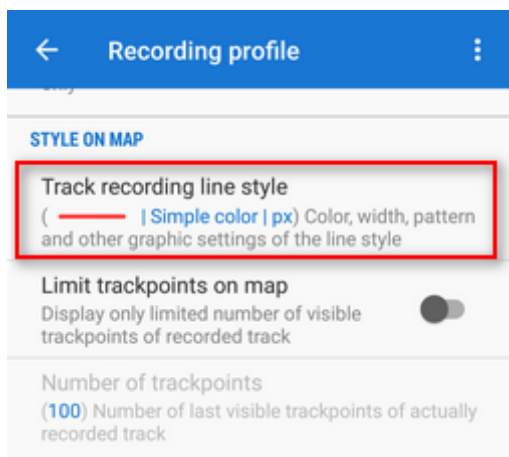 Recording profile
STYLE ON MAP
Track recording line style
( | Simple color | px) Color, width, pattern
and other graphic settings of the line style
Limit trackpoints on map
Display only limited number of visible
trackpoints of recorded track
Number of trackpoints
(100) Number of last visible trackpoints of actually
recorded track